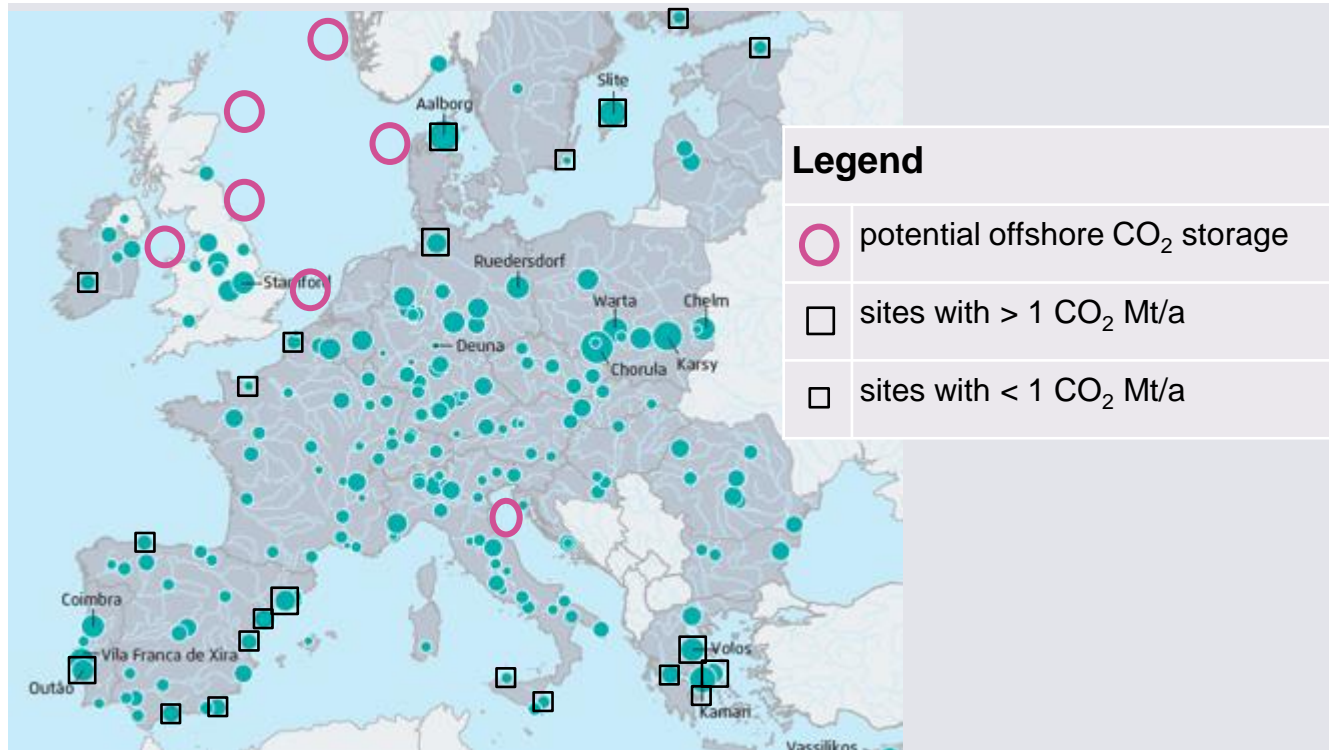 Slite
Aalborg
Legend
potential offshore CO₂ storage
Ruedersdorf
Stamford
Warta
Chelm
sites with > 1 CO₂ Mt/a
Deuna
Chorula
Karsy
sites with < 1 CO₂ Mt/a
Coimbra
Vila Franca de Xira
Volos
Outão
Kamari
Vassilikos